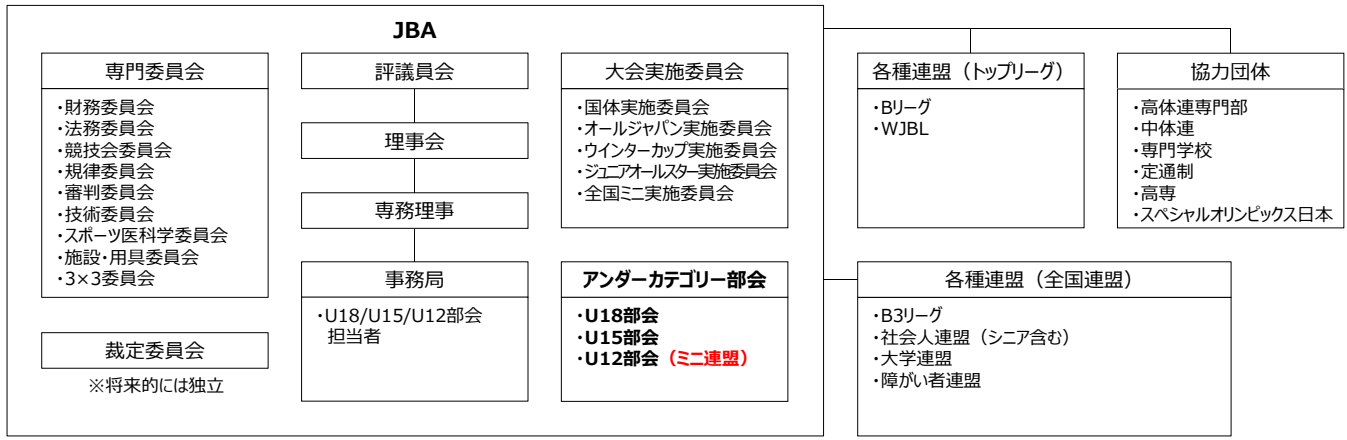 JBA
専門委員会
・財務委員会
・法務委員会
・競技会委員会
・規律委員会
・審判委員会
・技術委員会
・スポーツ医科学委員会
・施設・用具委員会
・3×3委員会
裁定委員会
※将来的には独立
評議員会
理事会
専務理事
事務局
・U18/U15/U12部会
担当者
大会実施委員会
・国体実施委員会
・オールジャパン実施委員会
・ウインターカップ実施委員会
・ジュニアオールスター実施委員会
・全国ミニ実施委員会
アンダーカテゴリー部会
・U18部会
・U15部会
・U12部会（ミニ連盟）
各種連盟（トップリーグ）
・Bリーグ
・WJBL
協力団体
・高体連専門部
・中体連
・専門学校
・定通制
・高専
・スペシャルオリンピックス日本
各種連盟（全国連盟）
・B3リーグ
・社会人連盟（シニア含む）
・大学連盟
・障がい者連盟